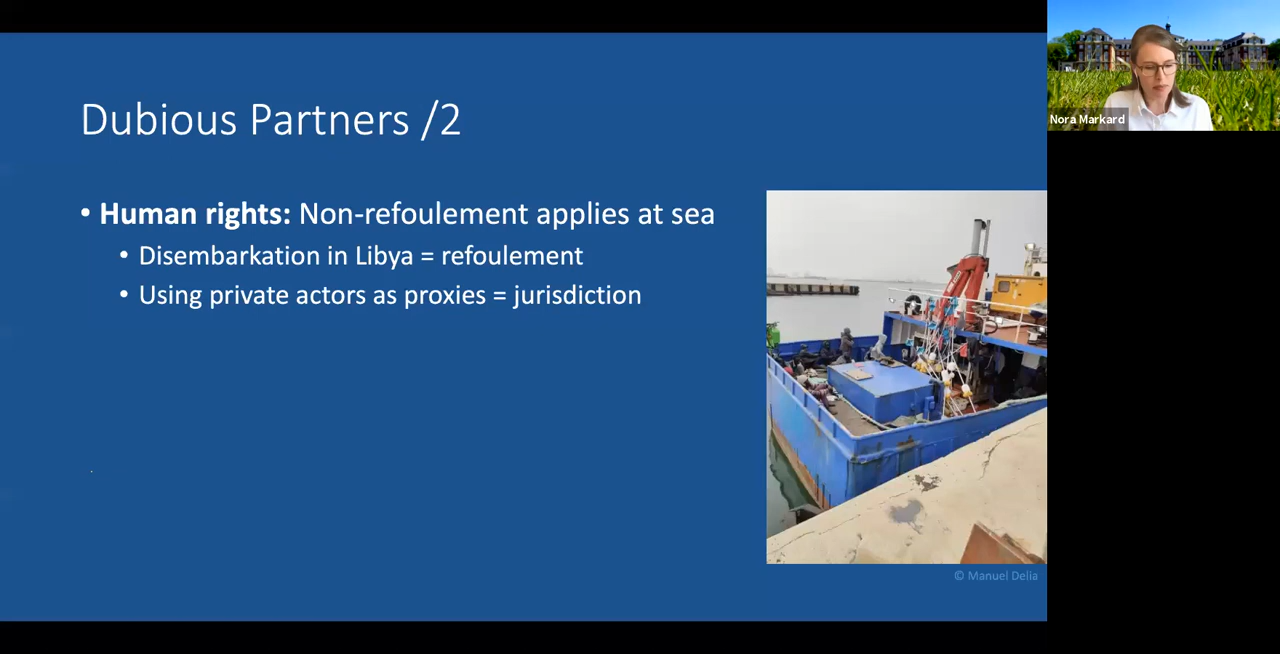 Dubious Partners /2
• Human rights: Non-refoulement applies at sea
• Disembarkation in Libya = refoulement
• Using private actors as proxies = jurisdiction
© Manuel Delia
Nora Markard